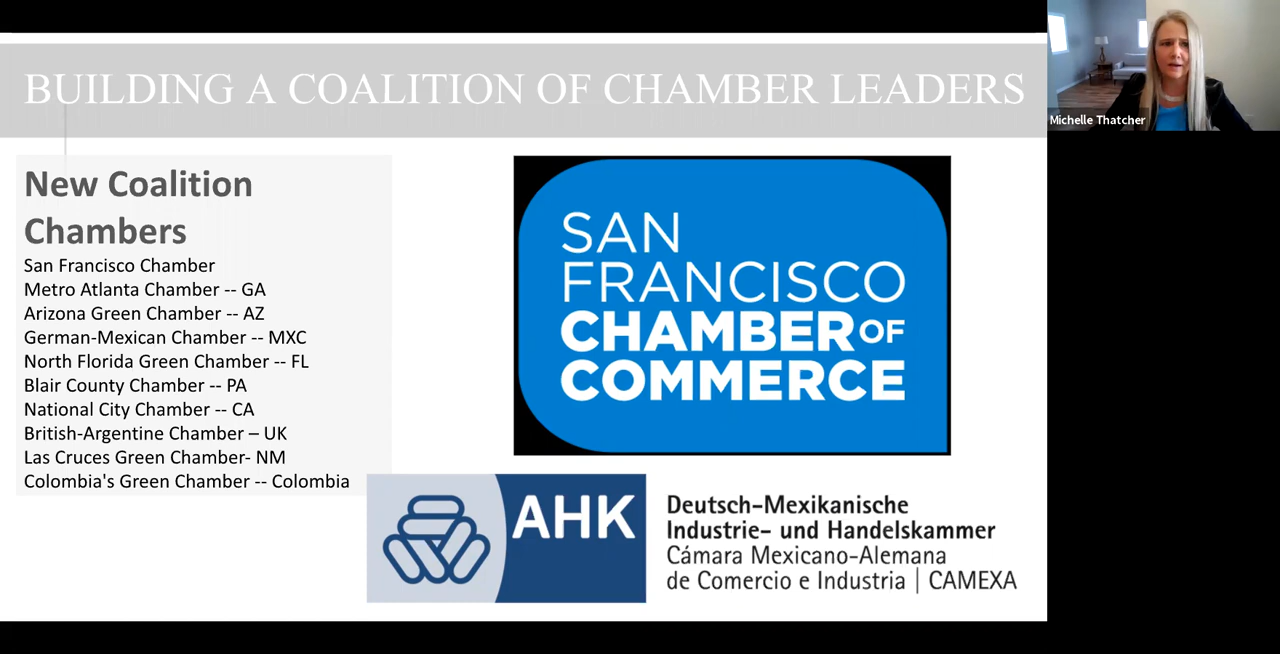 BUILDING A COALITION OF CHAMBER LEADERS
Michelle Thatcher
New Coalition
Chambers
San Francisco Chamber
Metro Atlanta Chamber -- GA
Arizona Green Chamber -- AZ
German-Mexican Chamber -- MXC
North Florida Green Chamber -- FL
Blair County Chamber -- PA
National City Chamber -- CA
British-Argentine Chamber – UK
Las Cruces Green Chamber- NM
Colombia's Green Chamber -- Colombia
SAN
FRANCISCO
CHAMBER OF
COMMERCE
AHK
Deutsch-Mexikanische
Industrie- und Handelskammer
Cámara Mexicano-Alemana
de Comercio e Industria | CAMEXA